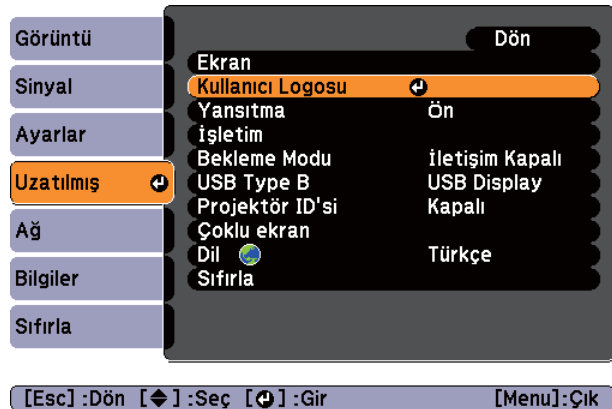 Görüntü
Sinyal
Ayarlar
Uzatılmış
Ağ
Bilgiler
Sıfırla
Dön
Ekran
Kullanıcı Logosu
Yansıtma Ön
İşletim
Bekleme Modu İletişim Kapalı
USB Type B USB Display
Projektör ID'si Kapalı
Çoklu ekran
Dil Türkçe
Sıfırla
[Esc] :Dön [◆] :Seç [⏎] :Gir [Menu]:Çık